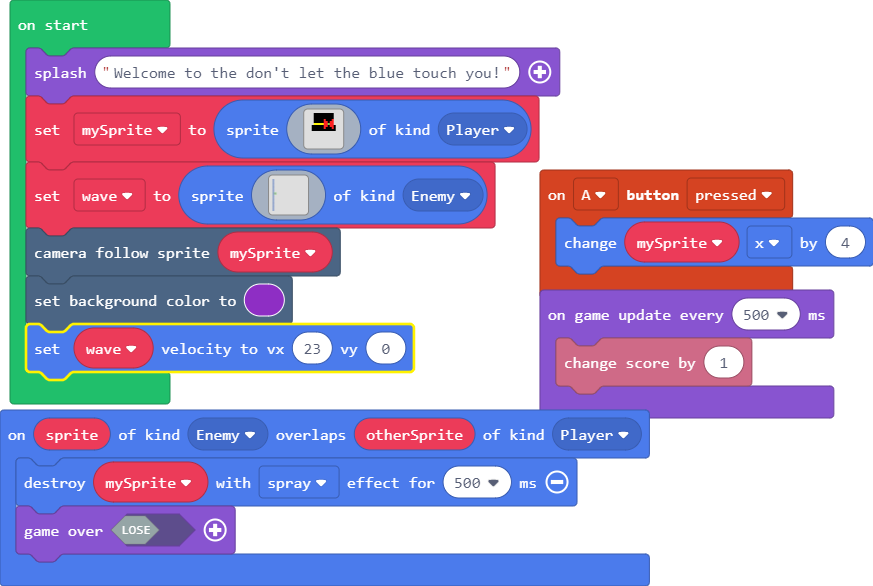 on start
splash "Welcome to the don't let the blue touch you!"
set mySprite to sprite of kind Player
set wave to sprite of kind Enemy
camera follow sprite mySprite
set background color to
set wave velocity to vx 23 vy 0
on A button pressed
change mySprite x by 4
on game update every 500 ms
change score by 1
on sprite of kind Enemy overlaps otherSprite of kind Player
destroy mySprite with spray effect for 500 ms
game over LOSE